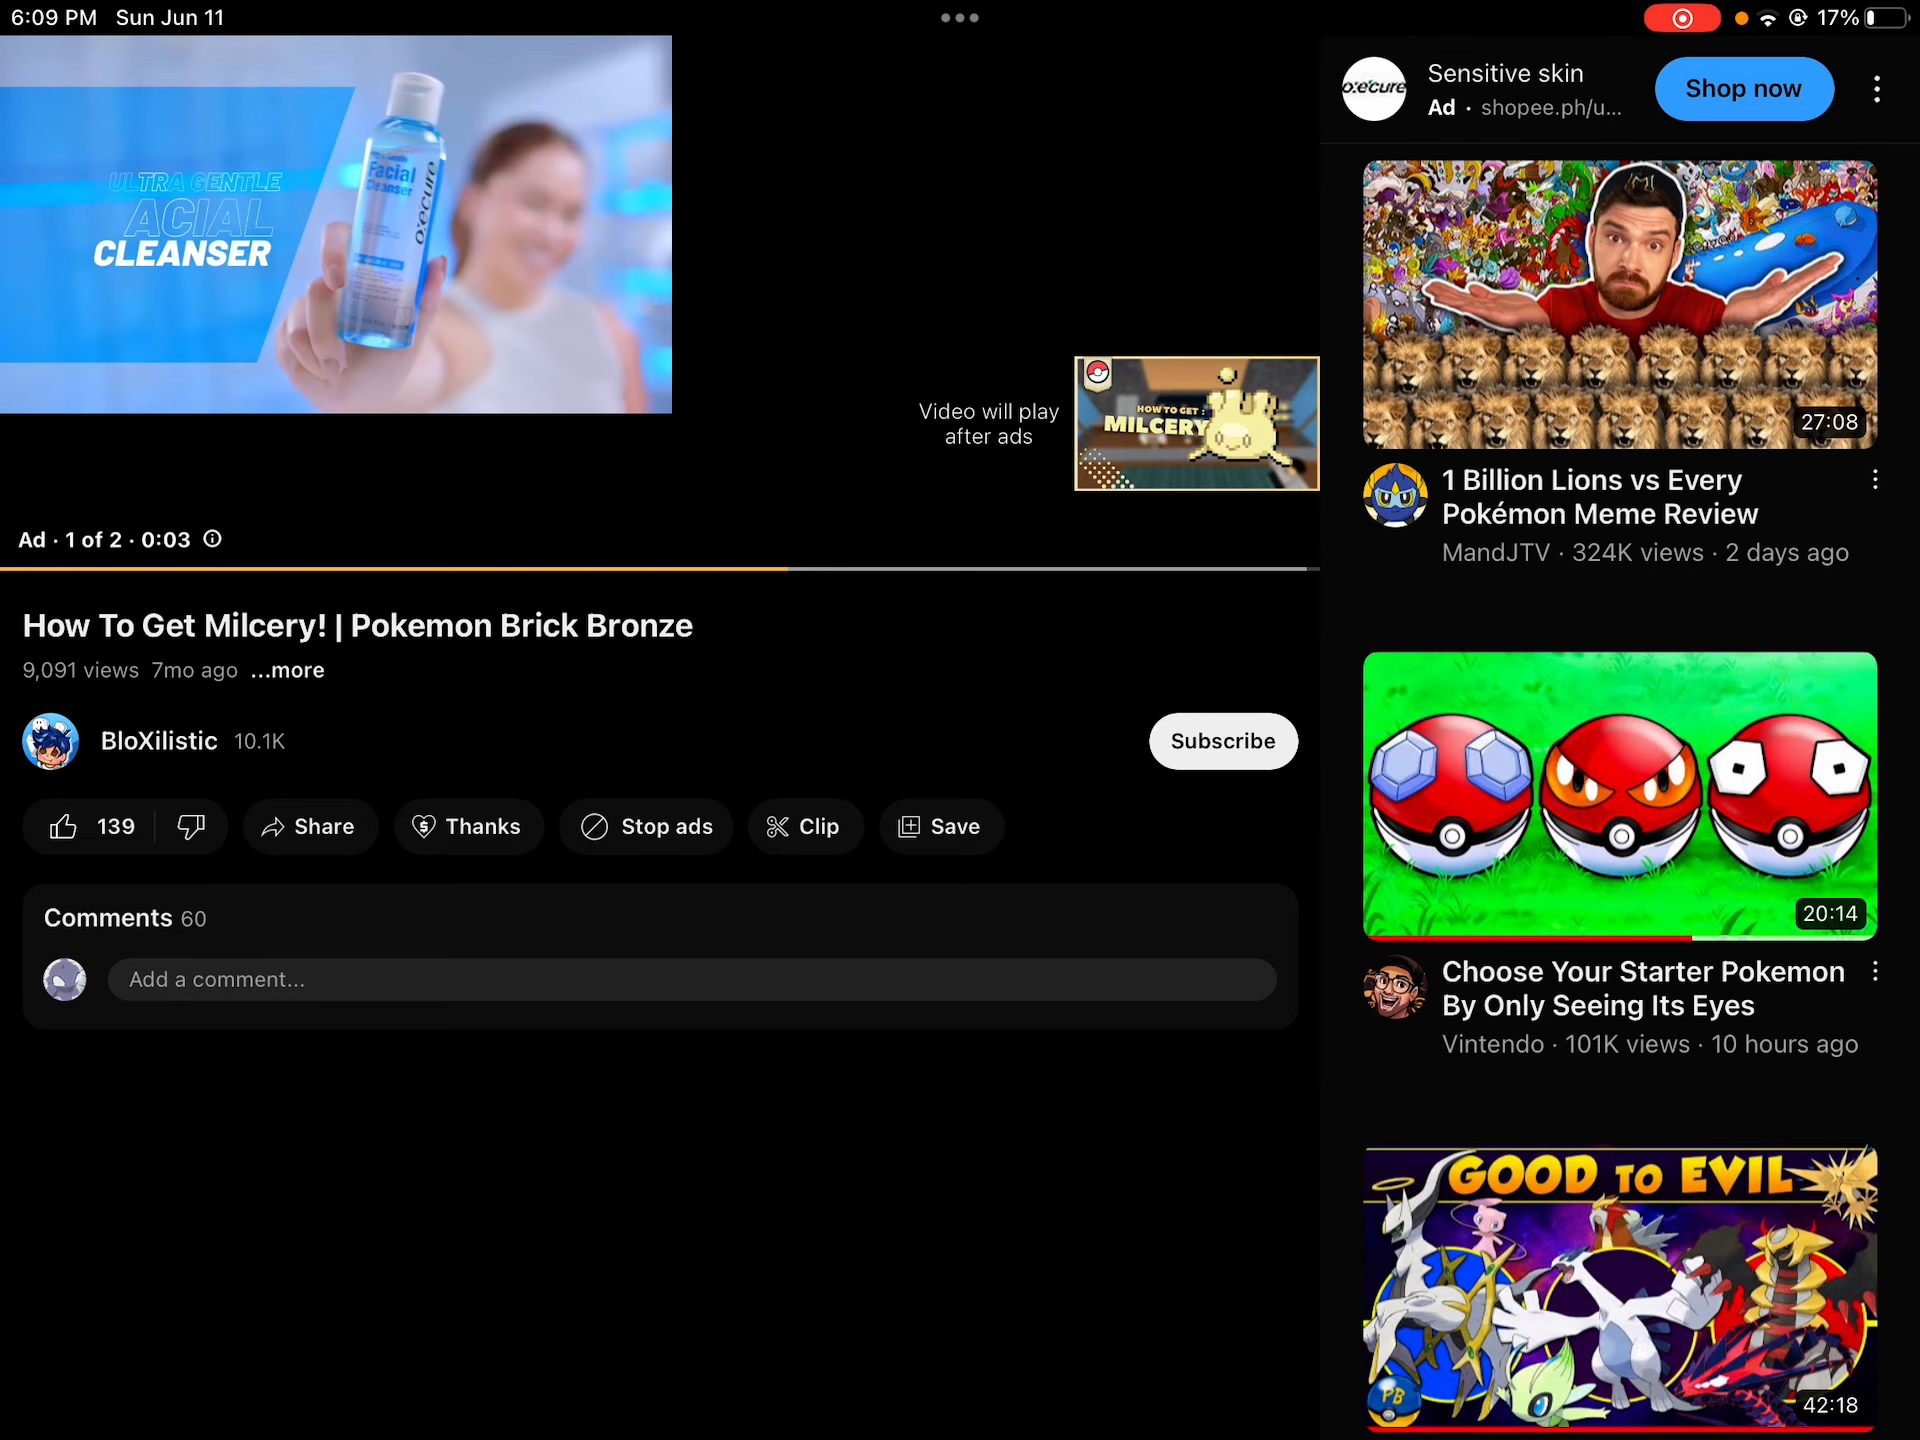 6:09 PM Sun Jun 11
17%
ULTRA GENTLE
ACIAL
CLEANSER
Facial
Cleanser
o:ecure
Video will play
after ads
HOW TO GET :
MILCERY
Ad · 1 of 2 · 0:03
How To Get Milcery! | Pokemon Brick Bronze
9,091 views 7mo ago ...more
BloXilistic 10.1K
Subscribe
139
Share
Thanks
Stop ads
Clip
Save
Comments 60
Add a comment...
o:ecure
Sensitive skin
Ad · shopee.ph/u...
Shop now
27:08
1 Billion Lions vs Every
Pokémon Meme Review
MandJTV · 324K views · 2 days ago
20:14
Choose Your Starter Pokemon
By Only Seeing Its Eyes
Vintendo · 101K views · 10 hours ago
GOOD TO EVIL
PB
42:18